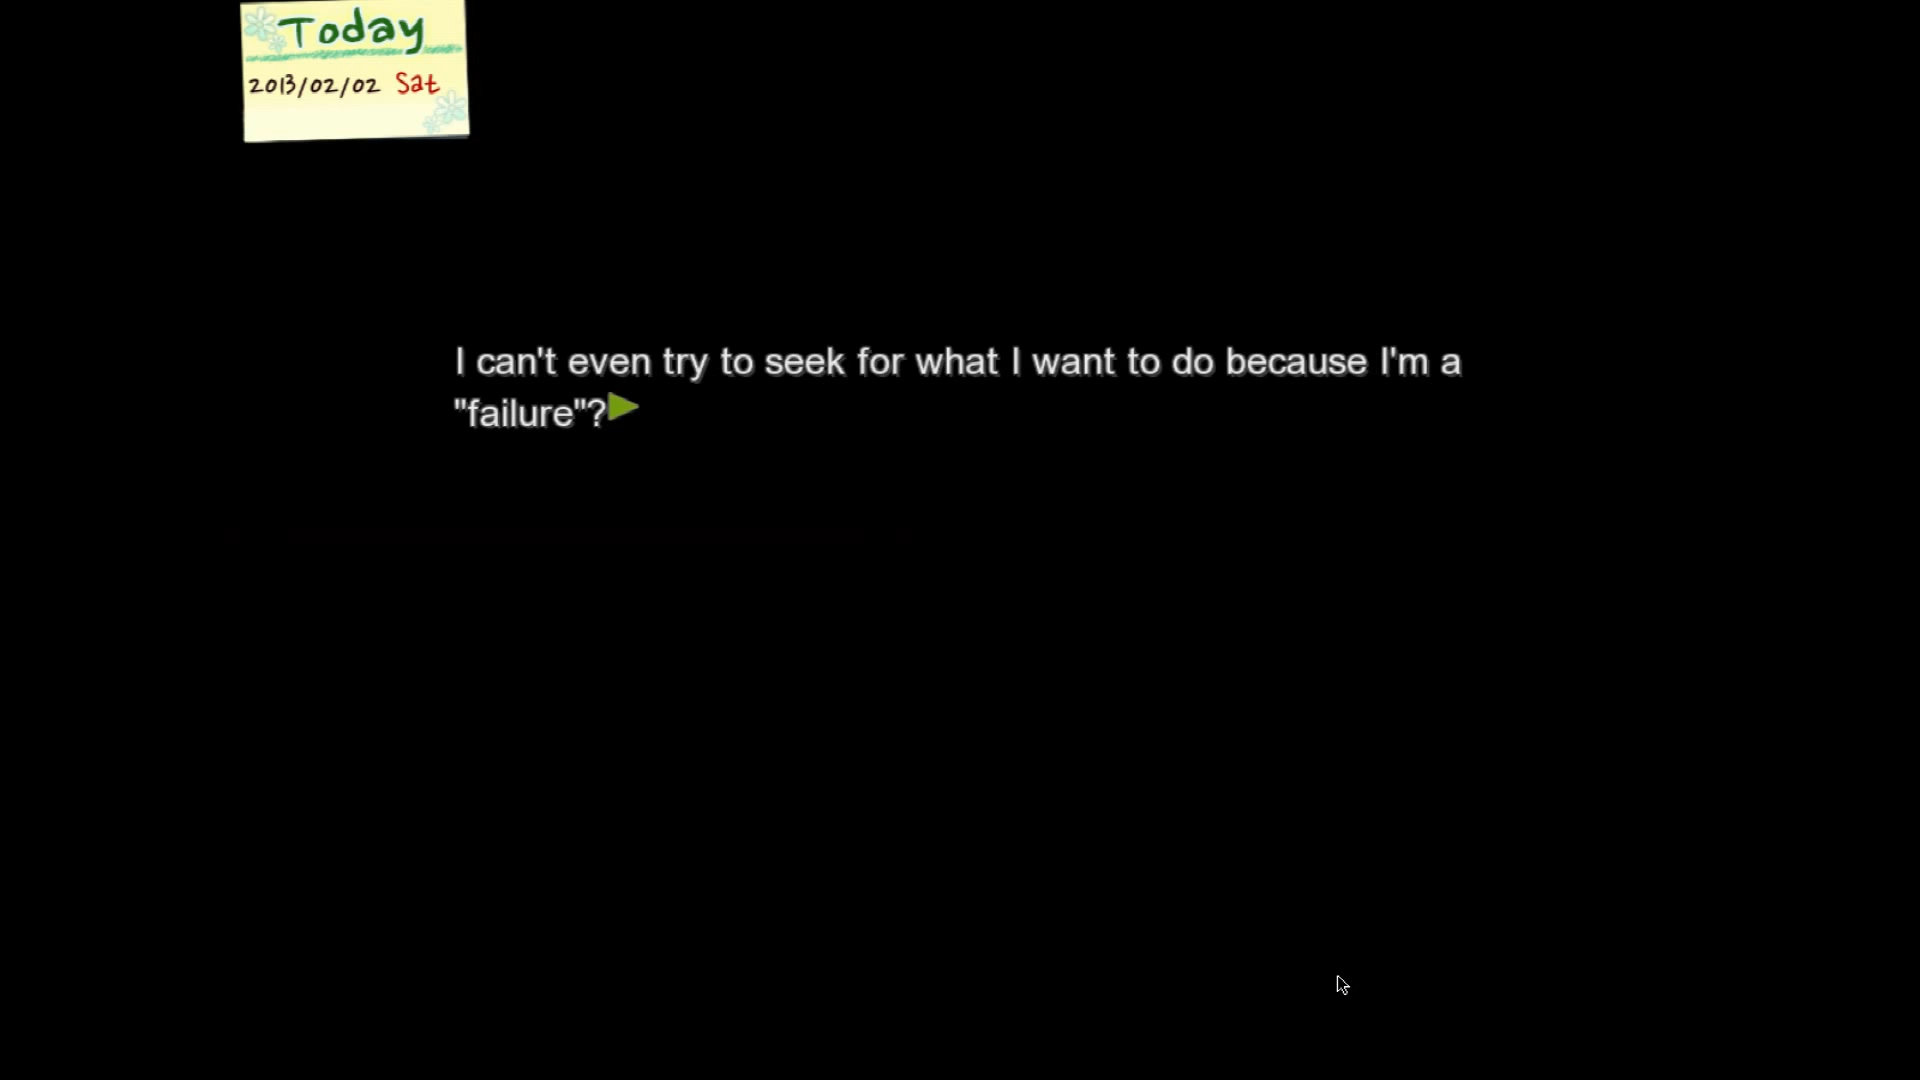 Today
2013/02/02 Sat
I can't even try to seek for what I want to do because I'm a
"failure"?